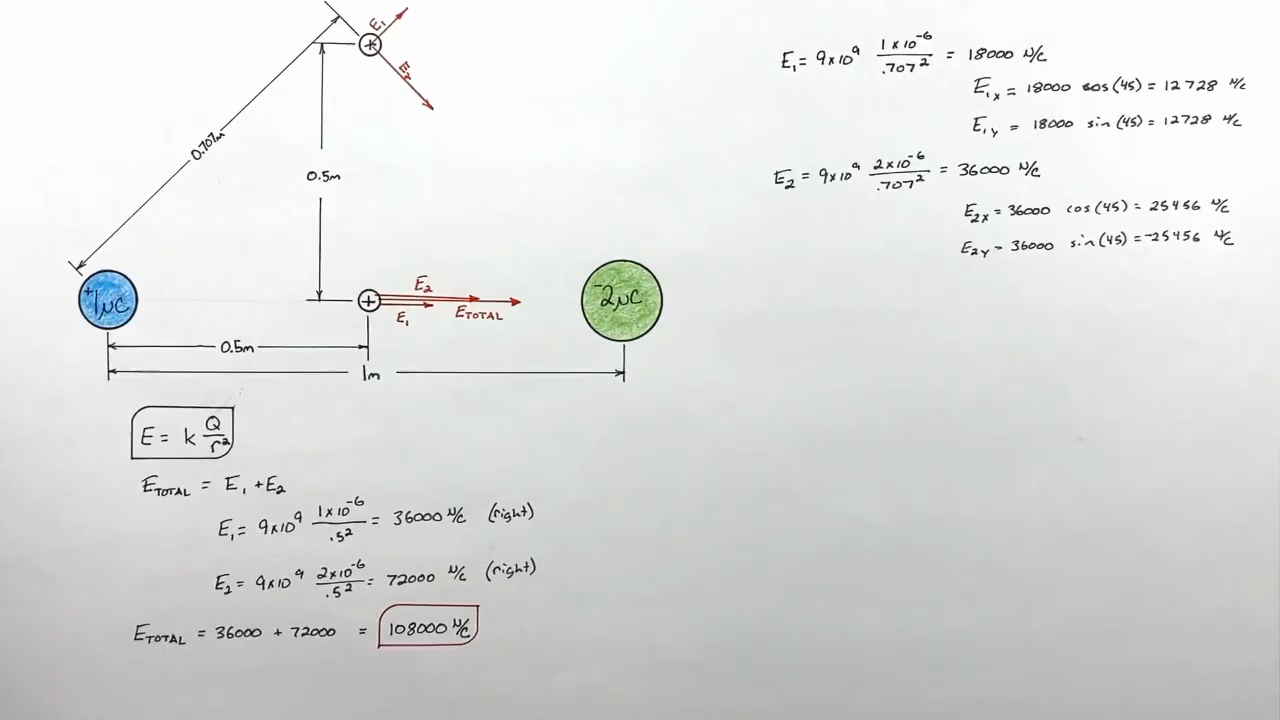 E₁
E₂
0.707m
0.5m
+1μC
E₂
E₁
E_TOTAL
-2μC
0.5m
1m
E = k Q/r²
E_TOTAL = E₁ + E₂
E₁ = 9x10⁹ 1x10⁻⁶/.5² = 36000 N/C (right)
E₂ = 9x10⁹ 2x10⁻⁶/.5² = 72000 N/C (right)
E_TOTAL = 36000 + 72000 = 108000 N/C
E₁ = 9x10⁹ 1x10⁻⁶/.707² = 18000 N/C
E₁ₓ = 18000 cos(45) = 12728 N/C
E₁y = 18000 sin(45) = 12728 N/C
E₂ = 9x10⁹ 2x10⁻⁶/.707² = 36000 N/C
E₂ₓ = 36000 cos(45) = 25456 N/C
E₂y = 36000 sin(45) = -25456 N/C